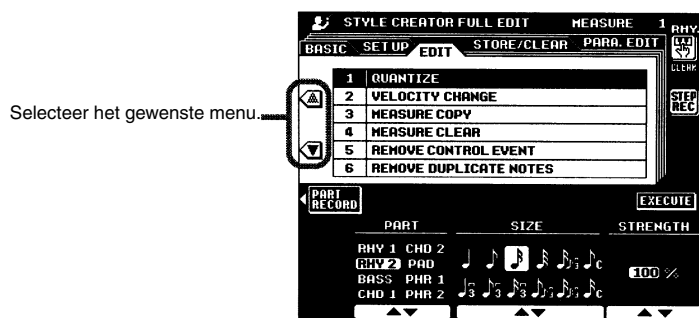 STYLE CREATOR FULL EDIT MEASURE 1
RHY.
BASIC SET UP EDIT STORE/CLEAR PARA. EDIT
CLEAR
1 QUANTIZE
2 VELOCITY CHANGE
STEP REC
Selecteer het gewenste menu.
3 MEASURE COPY
4 MEASURE CLEAR
5 REMOVE CONTROL EVENT
6 REMOVE DUPLICATE NOTES
PART RECORD
EXECUTE
PART SIZE STRENGTH
RHY 1 CHD 2
RHY 2 PAD
BASS PHR 1
CHD 1 PHR 2
100 %